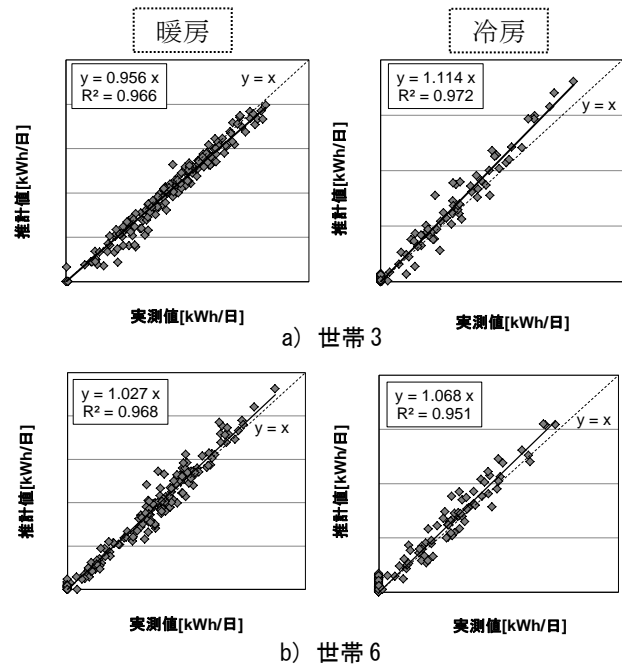 暖房
冷房
y = 0.956 x
R² = 0.966
y = x
推計値[kWh/日]
実測値[kWh/日]
y = 1.114 x
R² = 0.972
y = x
推計値[kWh/日]
実測値[kWh/日]
a) 世帯3
y = 1.027 x
R² = 0.968
y = x
推計値[kWh/日]
実測値[kWh/日]
y = 1.068 x
R² = 0.951
y = x
推計値[kWh/日]
実測値[kWh/日]
b) 世帯6